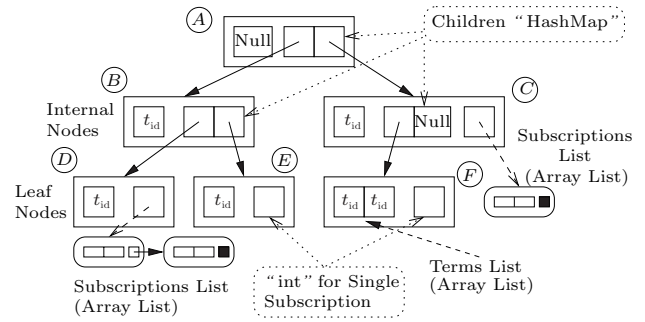 A
Null
Children "HashMap"
B
C
Internal
Nodes
t_id
t_id
Null
Subscriptions
List
(Array List)
D
E
F
Leaf
Nodes
t_id
t_id
t_id t_id
Subscriptions List
(Array List)
"int" for Single
Subscription
Terms List
(Array List)